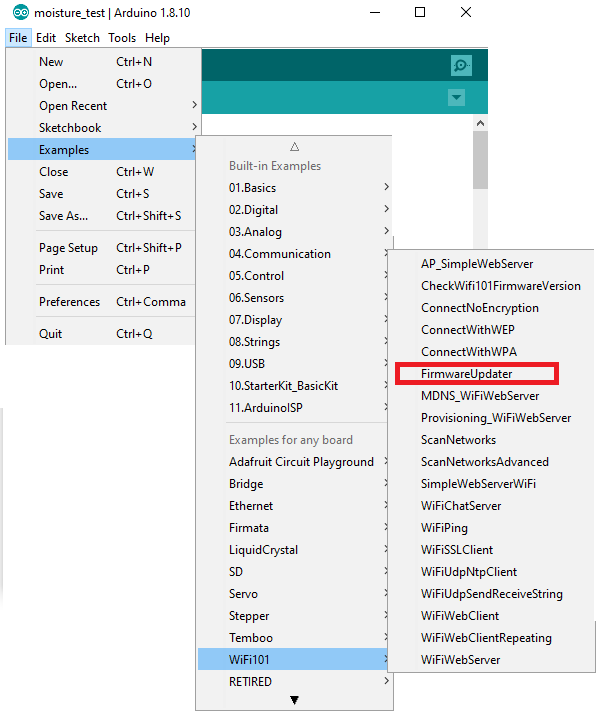 moisture_test | Arduino 1.8.10
File Edit Sketch Tools Help
New Ctrl+N
Open... Ctrl+O
Open Recent
Sketchbook
Examples
Close Ctrl+W
Save Ctrl+S
Save As... Ctrl+Shift+S
Page Setup Ctrl+Shift+P
Print Ctrl+P
Preferences Ctrl+Comma
Quit Ctrl+Q
Built-in Examples
01.Basics
02.Digital
03.Analog
04.Communication
05.Control
06.Sensors
07.Display
08.Strings
09.USB
10.StarterKit_BasicKit
11.ArduinoISP
Examples for any board
Adafruit Circuit Playground
Bridge
Ethernet
Firmata
LiquidCrystal
SD
Servo
Stepper
Temboo
WiFi101
RETIRED
AP_SimpleWebServer
CheckWifi101FirmwareVersion
ConnectNoEncryption
ConnectWithWEP
ConnectWithWPA
FirmwareUpdater
MDNS_WiFiWebServer
Provisioning_WiFiWebServer
ScanNetworks
ScanNetworksAdvanced
SimpleWebServerWiFi
WiFiChatServer
WiFiPing
WiFiSSLClient
WiFiUdpNtpClient
WiFiUdpSendReceiveString
WiFiWebClient
WiFiWebClientRepeating
WiFiWebServer